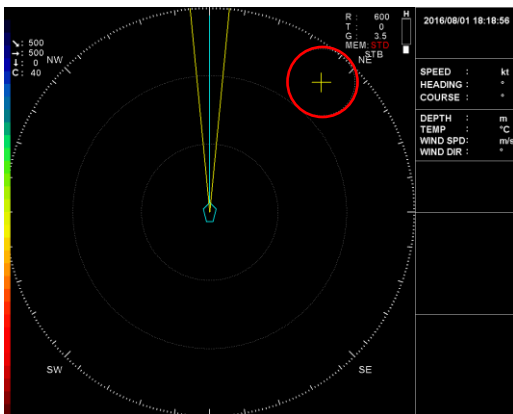 ↘: 500
→: 500
↓: 0
C: 40
NW
R : 600
T : 0
G : 3.5
MEM: STD
STB
H
NE
SW
SE
2016/08/01 18:18:56
SPEED : kt
HEADING : °
COURSE : °
DEPTH : m
TEMP : °C
WIND SPD: m/s
WIND DIR : °